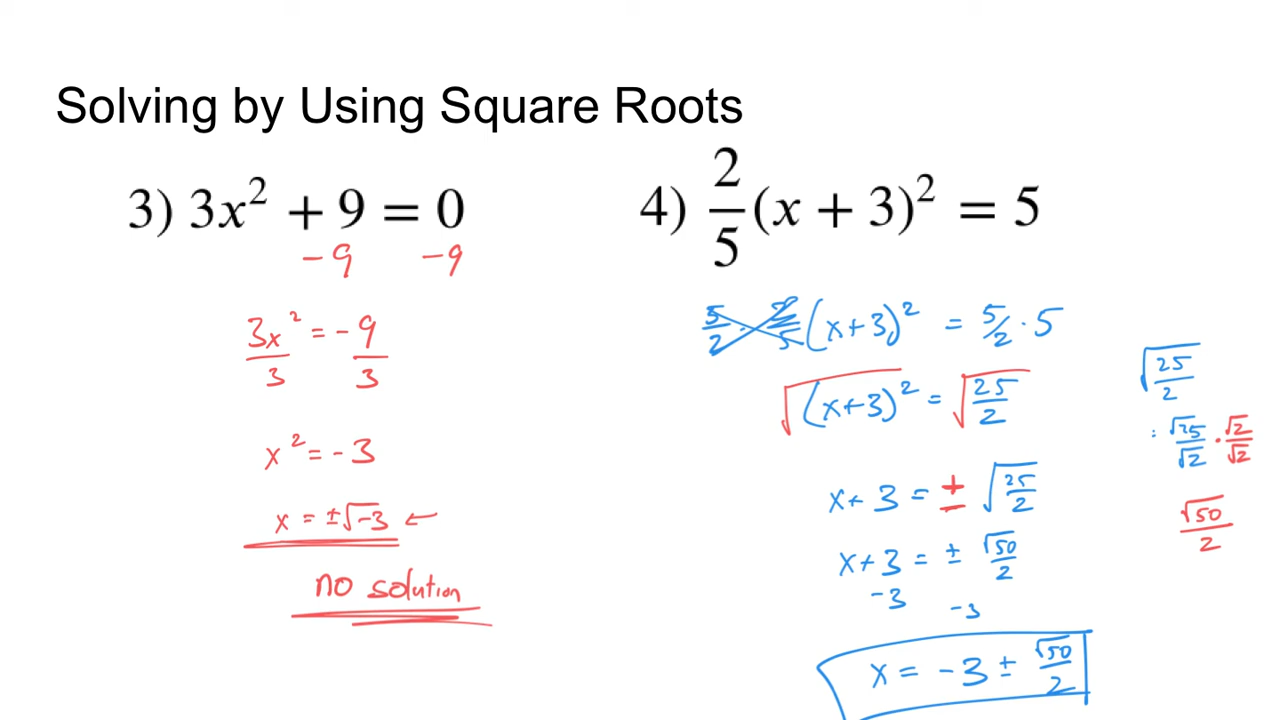 Solving by Using Square Roots
3) 3x² + 9 = 0
-9 -9
3x² = -9
3 3
x² = -3
x = ±√-3 ←
no solution
4) 2/5(x + 3)² = 5
5/2 · 2/5 (x+3)² = 5/2 · 5
√(x+3)² = √25/2
x+3 = ± √25/2
x+3 = ± √50/2
-3 -3
x = -3 ± √50/2
√25/2
= √25/√2 · √2/√2
√50/2